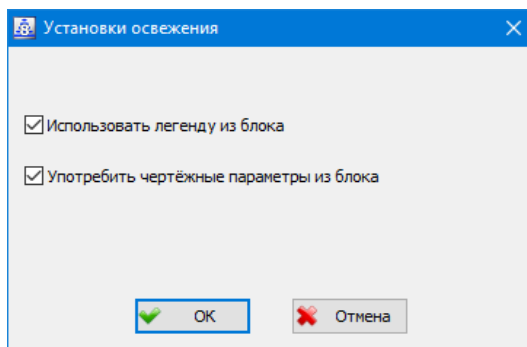 Установки освежения
Использовать легенду из блока
Употребить чертёжные параметры из блока
OK
Отмена